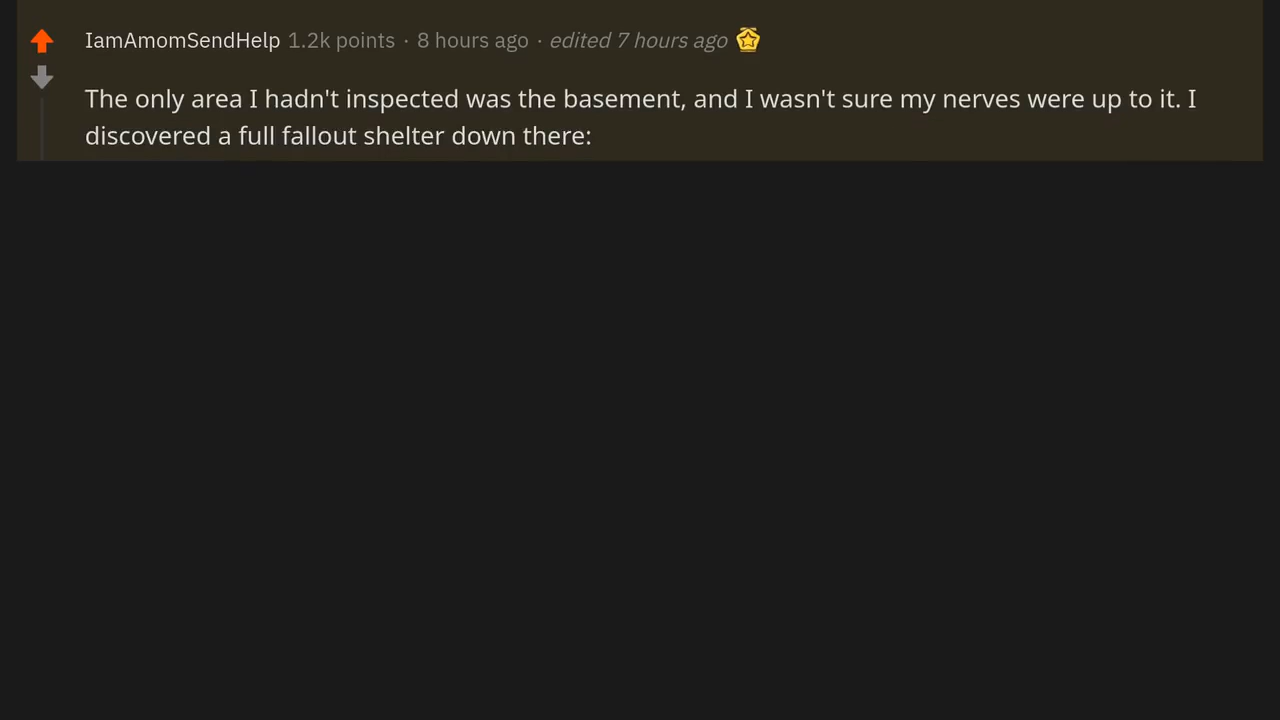 IamAmomSendHelp 1.2k points · 8 hours ago · edited 7 hours ago
The only area I hadn't inspected was the basement, and I wasn't sure my nerves were up to it. I
discovered a full fallout shelter down there: